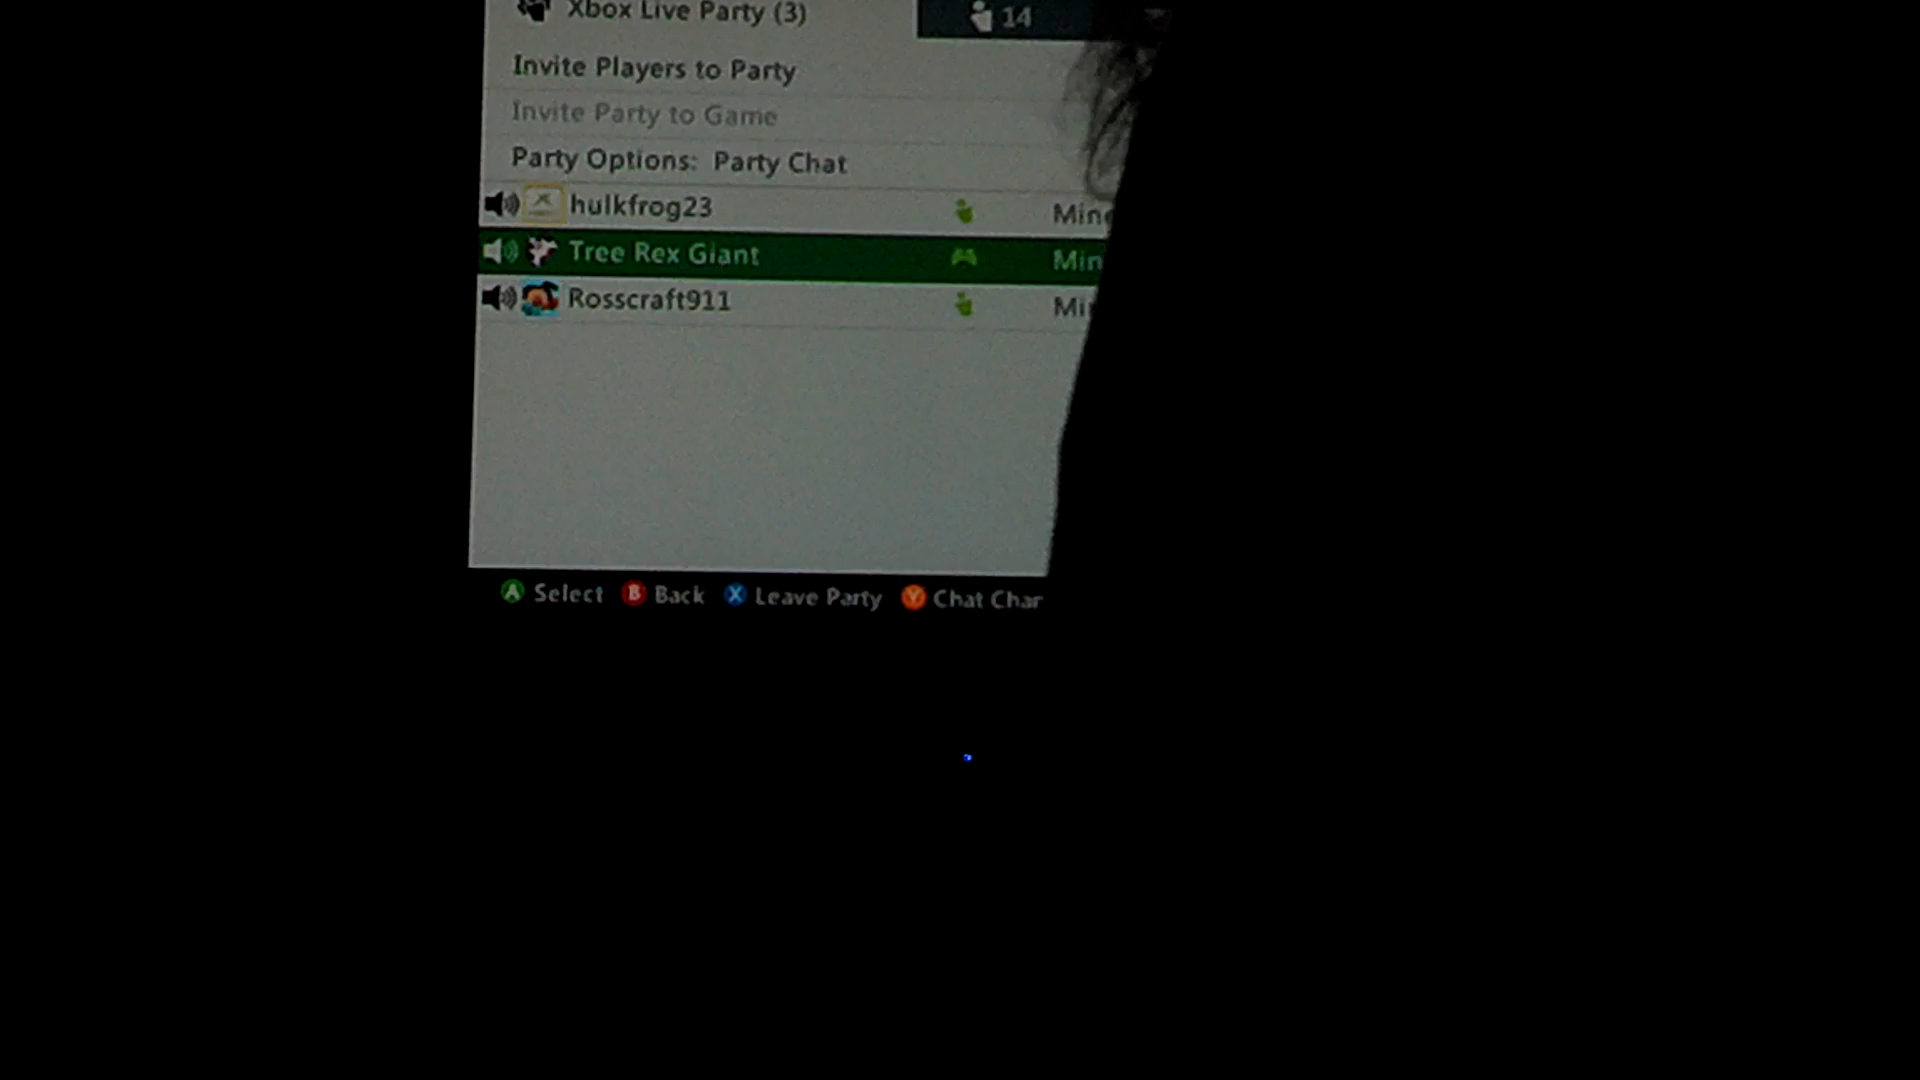 Xbox Live Party (3)
14
Invite Players to Party
Invite Party to Game
Party Options: Party Chat
hulkfrog23
Tree Rex Giant
Min
Rosscraft911
A Select B Back X Leave Party Y Chat